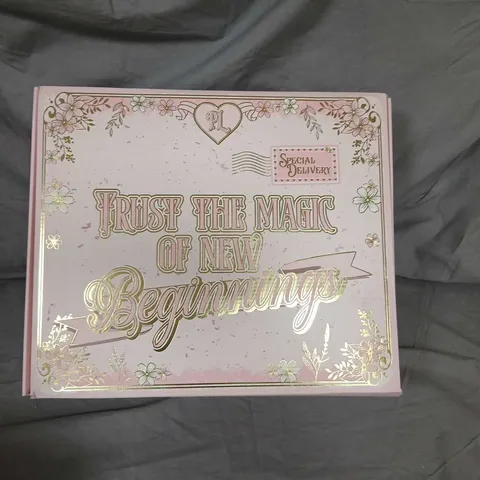 PL
SPECIAL
DELIVERY
TRUST THE MAGIC
OF NEW
Beginnings